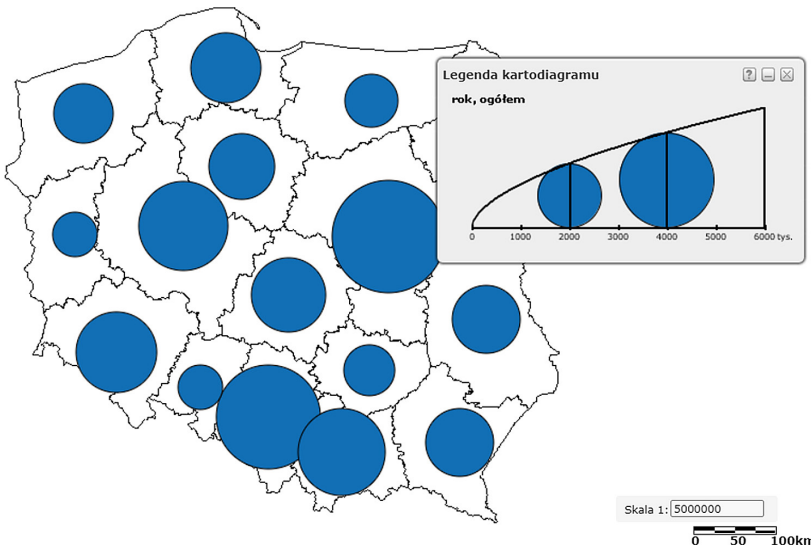 Legenda kartodiagramu
rok, ogółem
0 1000 2000 3000 4000 5000 6000 tys.
Skala 1: 5000000
0 50 100km